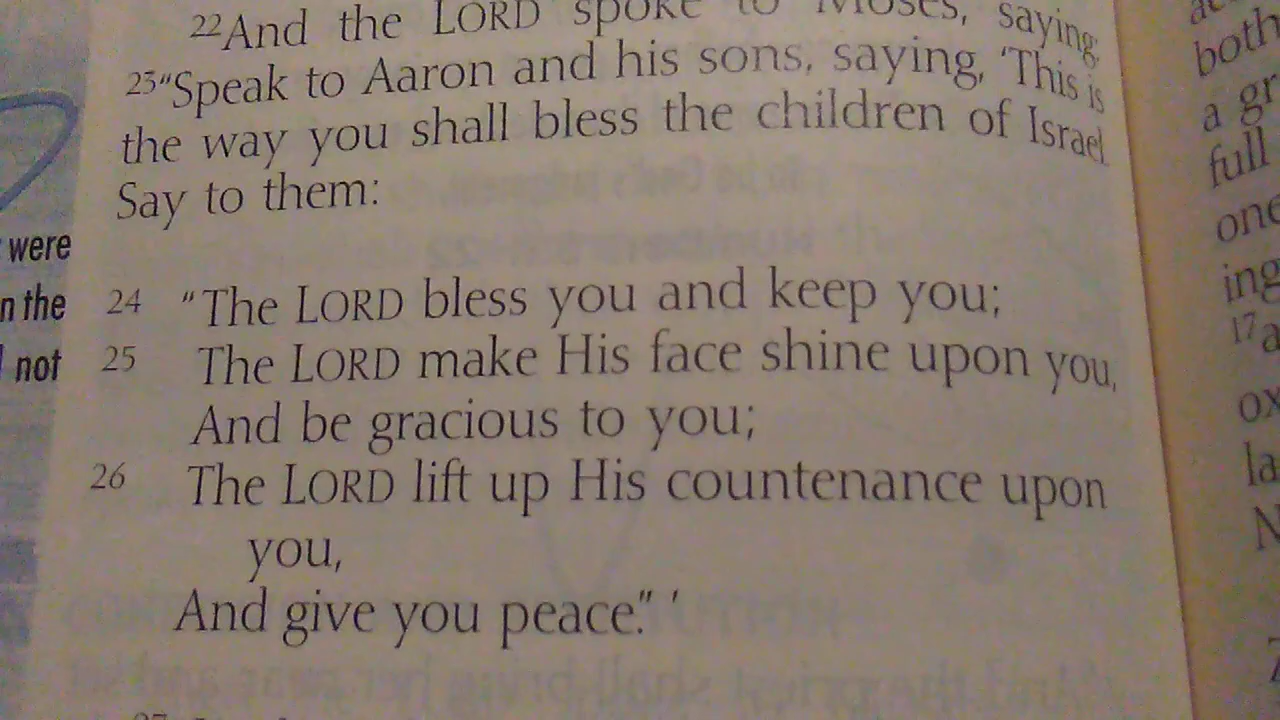 22And the LORD spoke to Moses, saying,
23"Speak to Aaron and his sons, saying, 'This is
the way you shall bless the children of Israel.
Say to them:
were
n the
24 "The LORD bless you and keep you;
not
25 The LORD make His face shine upon you,
And be gracious to you;
26 The LORD lift up His countenance upon
you,
And give you peace." '
both
a gr
full
one
ing
17a
ox
la
N